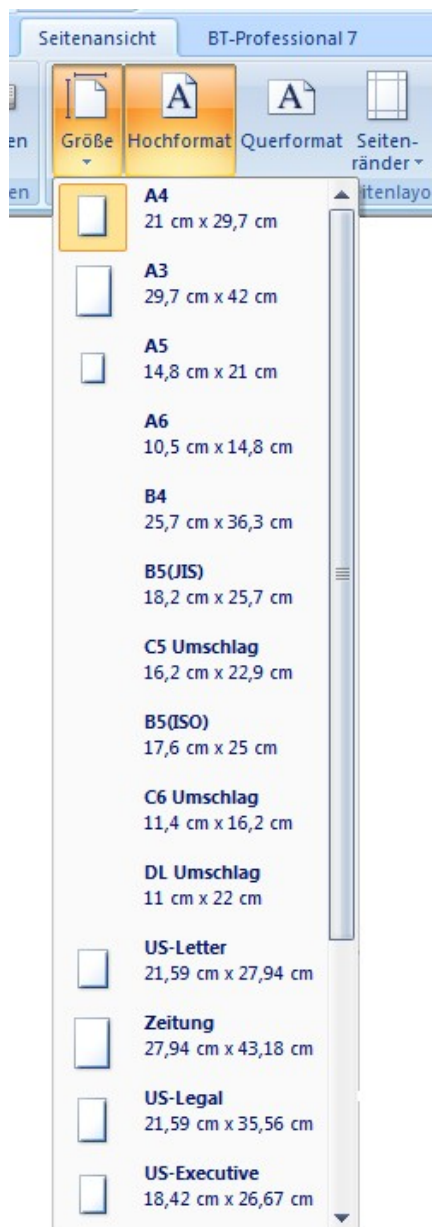 Seitenansicht BT-Professional 7
en Größe Hochformat Querformat Seiten-
ränder
en itenlayo
A4
21 cm x 29,7 cm
A3
29,7 cm x 42 cm
A5
14,8 cm x 21 cm
A6
10,5 cm x 14,8 cm
B4
25,7 cm x 36,3 cm
B5(JIS)
18,2 cm x 25,7 cm
C5 Umschlag
16,2 cm x 22,9 cm
B5(ISO)
17,6 cm x 25 cm
C6 Umschlag
11,4 cm x 16,2 cm
DL Umschlag
11 cm x 22 cm
US-Letter
21,59 cm x 27,94 cm
Zeitung
27,94 cm x 43,18 cm
US-Legal
21,59 cm x 35,56 cm
US-Executive
18,42 cm x 26,67 cm